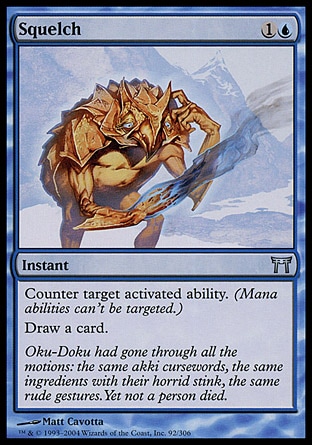 Squelch 1
Instant
Counter target activated ability. (Mana
abilities can't be targeted.)
Draw a card.
Oku-Doku had gone through all the
motions: the same akki cursewords, the same
ingredients with their horrid stink, the same
rude gestures. Yet not a person died.
Matt Cavotta
™ & © 1993–2004 Wizards of the Coast, Inc. 92/306